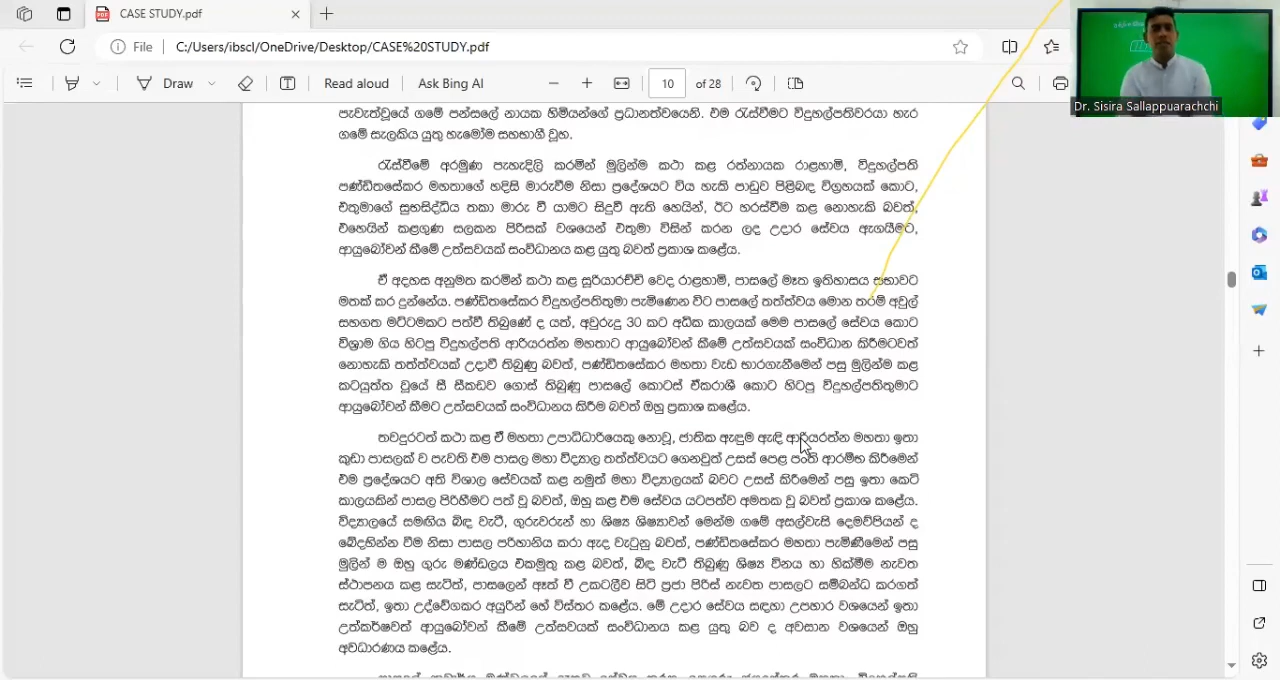 CASE STUDY.pdf
File C:/Users/ibscl/OneDrive/Desktop/CASE%20STUDY.pdf
Draw Read aloud Ask Bing AI 10 of 28
Dr. Sisira Sallappuarachchi
පැවැත්වූයේ ගමේ පන්සලේ නායක හිමියන්ගේ ප්‍රධානත්වයෙනි. එම රැස්වීමට විදුහල්පතිවරයා හැර
ගමේ සැලකිය යුතු හැමෝම සහභාගී වූහ.
රැස්වීමේ අරමුණ පැහැදිලි කරමින් මුලින්ම කථා කළ රත්නායක රාළහාමි, විදුහල්පති
පණ්ඩිතසේකර මහතාගේ හදිසි මාරුවීම නිසා ප්‍රදේශයට විය හැති පාඩුව පිළිබඳ විග්‍රහයක් කොට,
එතුමාගේ සුභසිද්ධිය තකා මාරු වී යාමට සිදුවී ඇති හෙයින්, ඊට හරස්වීම කළ නොහැකි බවත්,
එහෙයින් කළගුණ සලකන පිරිසක් වශයෙන් එතුමා විසින් කරන ලද උදාර සේවය ඇගයීමට,
ආයුබෝවන් කීමේ උත්සවයක් සංවිධානය කළ යුතු බවත් ප්‍රකාශ කළේය.
ඒ අදහස අනුමත කරමින් කථා කළ සූරියාරච්චි වෙද රාළහාමි, පාසලේ මෑත ඉතිහාසය සභාවට
මතක් කර දුන්නේය. පණ්ඩිතසේකර විදුහල්පතිතුමා පැමිණෙන විට පාසලේ තත්ත්වය මොන තරම් අවුල්
සහගත මට්ටමකට පත්වී තිබුණේ ද යත්, අවුරුදු 30 කට අධික කාලයක් මෙම පාසලේ සේවය කොට
විශ්‍රාම ගිය හිටපු විදුහල්පති ආරියරත්න මහතාට ආයුබෝවන් කීමේ උත්සවයක් සංවිධාන කිරීමටවත්
නොහැකි තත්ත්වයක් උදාවී තිබුණු බවත්, පණ්ඩිතසේකර මහතා වැඩ භාරගැනීමෙන් පසු මුලින්ම කළ
කටයුත්ත වූයේ සී සීකඩව ගොස් තිබුණු පාසලේ කොටස් ඒකරාශී කොට හිටපු විදුහල්පතිතුමාට
ආයුබෝවන් කීමට උත්සවයක් සංවිධානය කිරීම බවත් ඔහු ප්‍රකාශ කළේය.
තවදුරටත් කථා කළ ඒ මහතා උපාධිධාරියෙකු නොවූ, ජාතික ඇඳුම ඇඳි ආරියරත්න මහතා ඉතා
කුඩා පාසලක් ව පැවති එම පාසල මහා විද්‍යාල තත්ත්වයට ගෙනවුත් උසස් පෙළ පංති ආරම්භ කිරීමෙන්
එම ප්‍රදේශයට අති විශාල සේවයක් කළ නමුත් මහා විද්‍යාලයක් බවට උසස් කිරීමෙන් පසු ඉතා කෙටි
කාලයකින් පාසල පිරිහීමට පත් වූ බවත්, ඔහු කළ එම සේවය යටපත්ව අමතක වූ බවත් ප්‍රකාශ කළේය.
විද්‍යාලයේ සමඟිය බිඳ වැටී, ගුරුවරුන් හා ශිෂ්‍ය ශිෂ්‍යාවන් මෙන්ම ගමේ අසල්වැසි දෙමව්පියන් ද
බේදභින්න වීම නිසා පාසල පරිහානිය කරා ඇද වැටුනු බවත්, පණ්ඩිතසේකර මහතා පැමිණීමෙන් පසු
මුලින් ම ඔහු ගුරු මණ්ඩලය එකමුතු කළ බවත්, බිඳ වැටී තිබුණු ශිෂ්‍ය විනය හා හික්මීම නැවත
ස්ථාපනය කළ සැටිත්, පාසලෙන් ඈත් වී උකටලීව සිටි ප්‍රජා පිරිස් නැවත පාසලට සම්බන්ධ කරගත්
සැටිත්, ඉතා උද්වේගකර අයුරින් හේ විස්තර කළේය. මේ උදාර සේවය සඳහා උපහාර වශයෙන් ඉතා
උත්කර්ෂවත් ආයුබෝවන් කීමේ උත්සවයක් සංවිධානය කළ යුතු බව ද අවසාන වශයෙන් ඔහු
අවධාරණය කළේය.